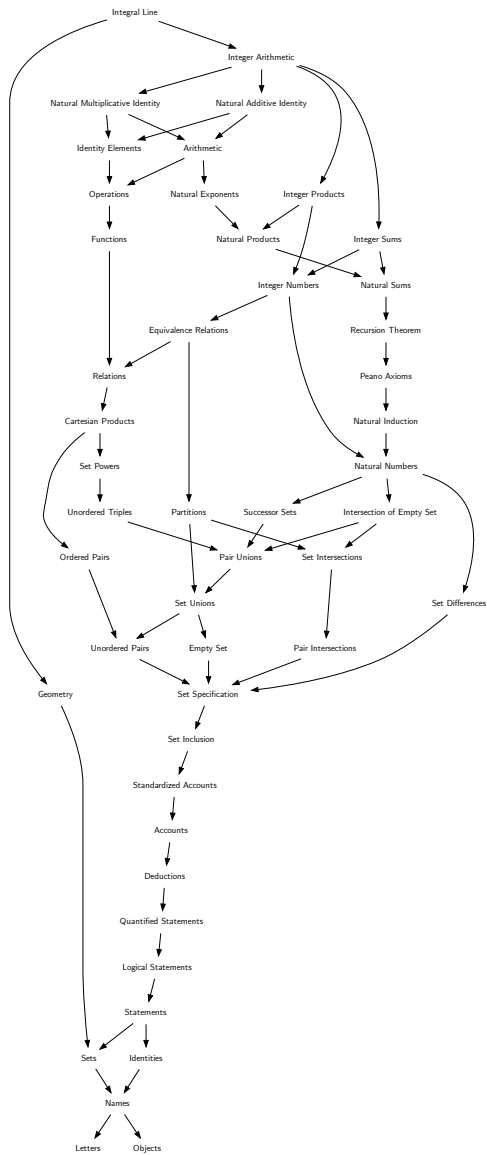 Integral Line
Integer Arithmetic
Natural Multiplicative Identity
Natural Additive Identity
Identity Elements
Arithmetic
Operations
Natural Exponents
Integer Products
Functions
Natural Products
Integer Sums
Integer Numbers
Natural Sums
Equivalence Relations
Recursion Theorem
Relations
Peano Axioms
Cartesian Products
Natural Induction
Set Powers
Natural Numbers
Unordered Triples
Partitions
Successor Sets
Intersection of Empty Set
Ordered Pairs
Pair Unions
Set Intersections
Set Unions
Set Differences
Unordered Pairs
Empty Set
Pair Intersections
Geometry
Set Specification
Set Inclusion
Standardized Accounts
Accounts
Deductions
Quantified Statements
Logical Statements
Statements
Sets
Identities
Names
Letters
Objects